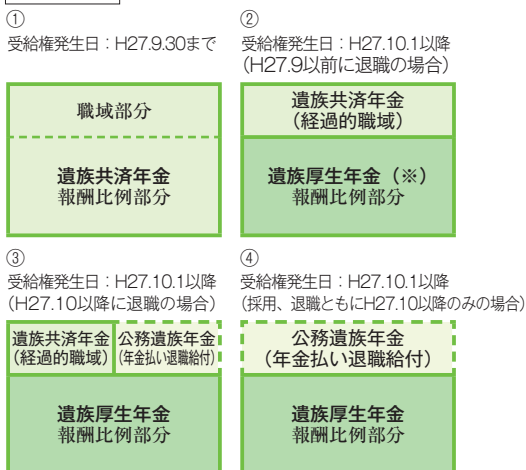 ①
受給権発生日：H27.9.30まで
職域部分
遺族共済年金
報酬比例部分
②
受給権発生日：H27.10.1以降
（H27.9以前に退職の場合）
遺族共済年金
（経過的職域）
遺族厚生年金（※）
報酬比例部分
③
受給権発生日：H27.10.1以降
（H27.10以降に退職の場合）
遺族共済年金
（経過的職域）
公務遺族年金
（年金払い退職給付）
遺族厚生年金
報酬比例部分
④
受給権発生日：H27.10.1以降
（採用、退職ともにH27.10以降のみの場合）
公務遺族年金
（年金払い退職給付）
遺族厚生年金
報酬比例部分